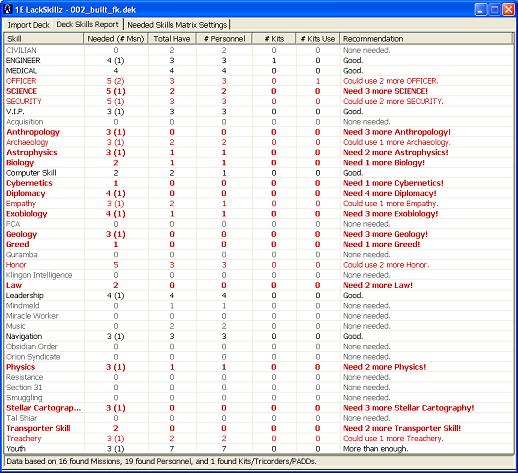 1E LackSkillz - 002_built_fk.dek
Import Deck Deck Skills Report Needed Skills Matrix Settings
Skill Needed (# Msn) Total Have # Personnel # Kits # Kits Use Recommendation
CIVILIAN 0 2 2 0 0 None needed.
ENGINEER 4 (1) 3 3 1 0 Good.
MEDICAL 4 4 4 0 0 Good.
OFFICER 5 (2) 3 3 0 1 Could use 2 more OFFICER.
SCIENCE 5 (1) 2 2 0 0 Need 3 more SCIENCE!
SECURITY 5 (1) 3 3 0 0 Could use 2 more SECURITY.
V.I.P. 3 (1) 3 3 0 0 Good.
Acquisition 0 0 0 0 0 None needed.
Anthropology 3 (1) 0 0 0 0 Need 3 more Anthropology!
Archaeology 3 (1) 2 2 0 0 Could use 1 more Archaeology.
Astrophysics 3 (1) 1 1 0 0 Need 2 more Astrophysics!
Biology 2 1 1 0 0 Need 1 more Biology!
Computer Skill 2 2 1 0 0 Good.
Cybernetics 1 0 0 0 0 Need 1 more Cybernetics!
Diplomacy 4 (1) 0 0 0 0 Need 4 more Diplomacy!
Empathy 3 (1) 2 2 0 0 Could use 1 more Empathy.
Exobiology 4 (1) 1 1 0 0 Need 3 more Exobiology!
FCA 0 0 0 0 0 None needed.
Geology 3 (1) 0 0 0 0 Need 3 more Geology!
Greed 1 0 0 0 0 Need 1 more Greed!
Guramba 0 0 0 0 0 None needed.
Honor 5 3 3 0 0 Could use 2 more Honor.
Klingon Intelligence 0 0 0 0 0 None needed.
Law 2 0 0 0 0 Need 2 more Law!
Leadership 4 (1) 4 4 0 0 Good.
Mindmeld 0 1 1 0 0 None needed.
Miracle Worker 0 0 0 0 0 None needed.
Music 0 2 2 0 0 None needed.
Navigation 3 (1) 3 3 0 0 Good.
Obsidian Order 0 0 0 0 0 None needed.
Orion Syndicate 0 0 0 0 0 None needed.
Physics 3 (1) 1 1 0 0 Need 2 more Physics!
Resistance 0 0 0 0 0 None needed.
Section 31 0 0 0 0 0 None needed.
Smuggling 0 0 0 0 0 None needed.
Stellar Cartograp... 3 (1) 0 0 0 0 Need 3 more Stellar Cartography!
Tal Shiar 0 0 0 0 0 None needed.
Transporter Skill 2 0 0 0 0 Need 2 more Transporter Skill!
Treachery 3 (1) 2 2 0 0 Could use 1 more Treachery.
Youth 3 (1) 7 7 0 0 More than enough.
Data based on 16 found Missions, 19 found Personnel, and 1 found Kits/Tricorders/PADDs.